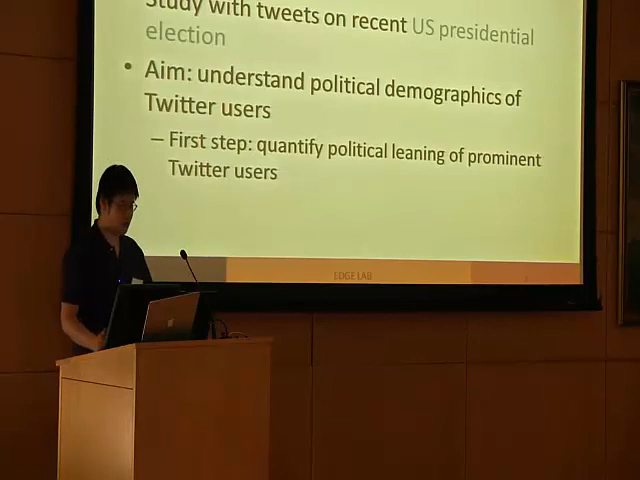 Study with tweets on recent US presidential
election
• Aim: understand political demographics of
Twitter users
– First step: quantify political leaning of prominent
Twitter users
EDGE LAB